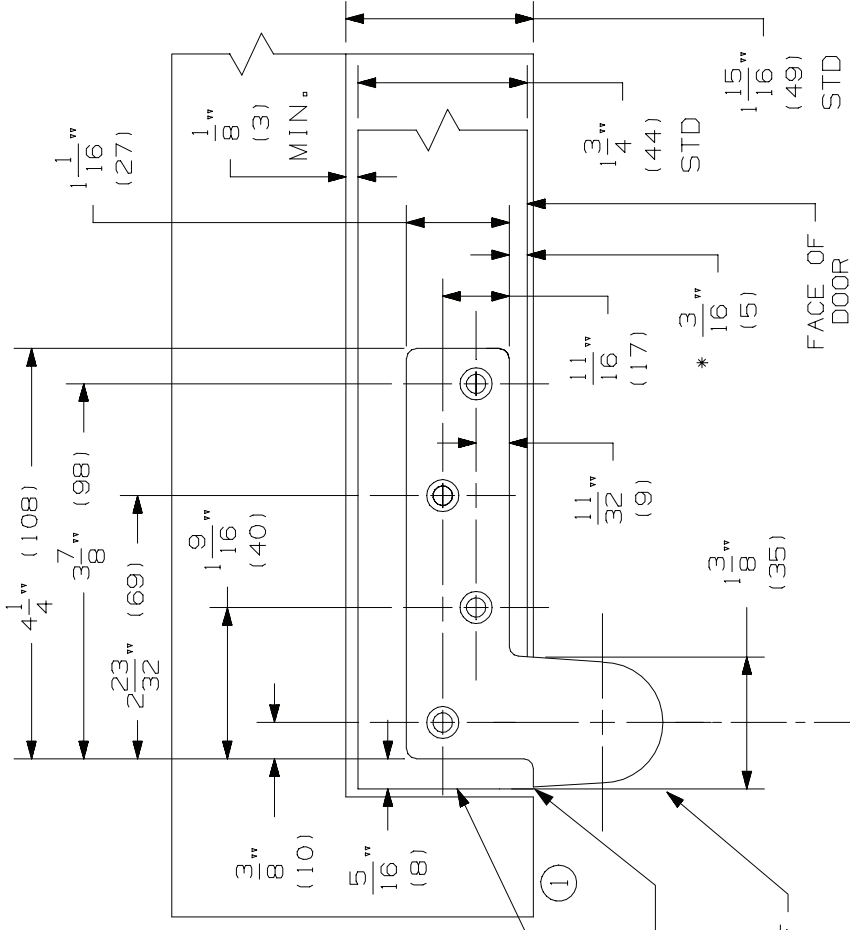 4 1/4" (108)
3 7/8" (98)
2 23/32" (69)
1 9/16"
(40)
1 1/16"
(27)
1/8"
(3)
MIN.
1 3/4"
(44)
STD
1 15/16"
(49)
STD
FACE OF
DOOR
* 3/16"
(5)
11/16"
(17)
11/32"
(9)
1 3/8"
(35)
3/8"
(10)
5/16"
(8)
1